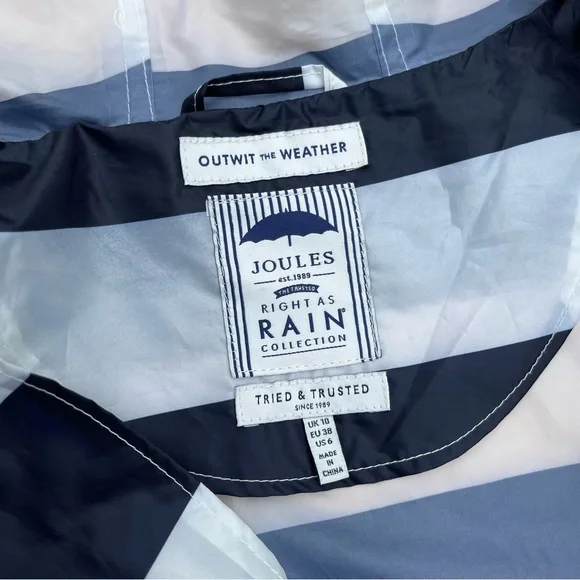 OUTWIT THE WEATHER
JOULES
est.1989
THE TRUSTED
RIGHT AS
RAIN
COLLECTION
TRIED & TRUSTED
SINCE 1989
UK 10
EU 38
US 6
MADE
IN
CHINA